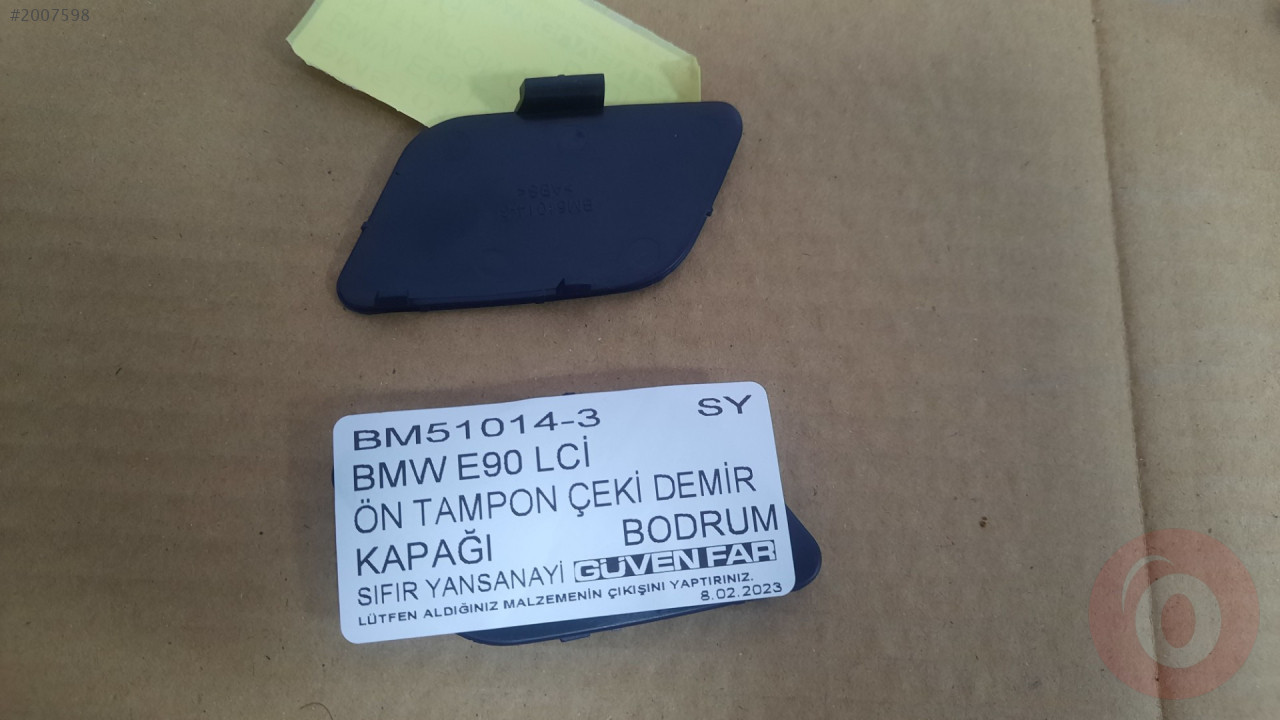 #2007598
BM51014-3 SY
BMW E90 LCİ
ÖN TAMPON ÇEKİ DEMİR
KAPAĞI BODRUM
SIFIR YANSANAYİ GÜVEN FAR
LÜTFEN ALDIĞINIZ MALZEMENİN ÇIKIŞINI YAPTIRINIZ.
8.02.2023